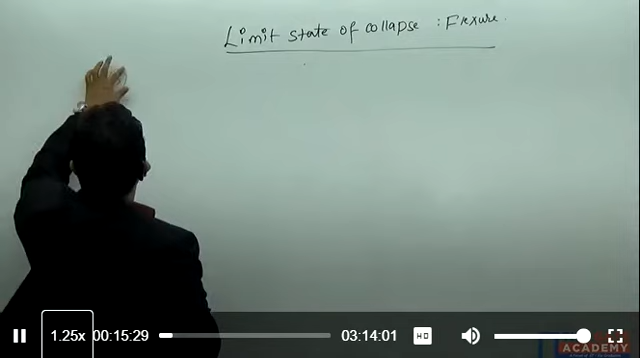 Limit state of collapse : Flexure.
1.25x 00:15:29 03:14:01 HD
ACADEMY